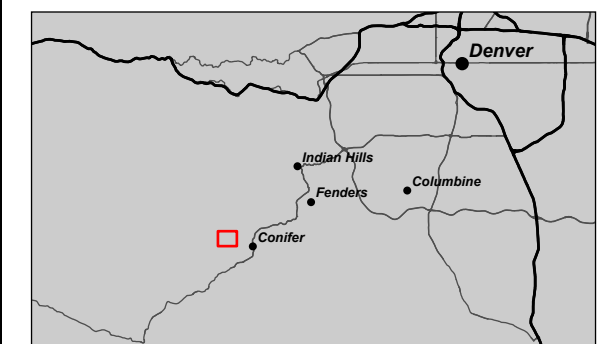 Denver
Indian Hills
Columbine
Fenders
Conifer